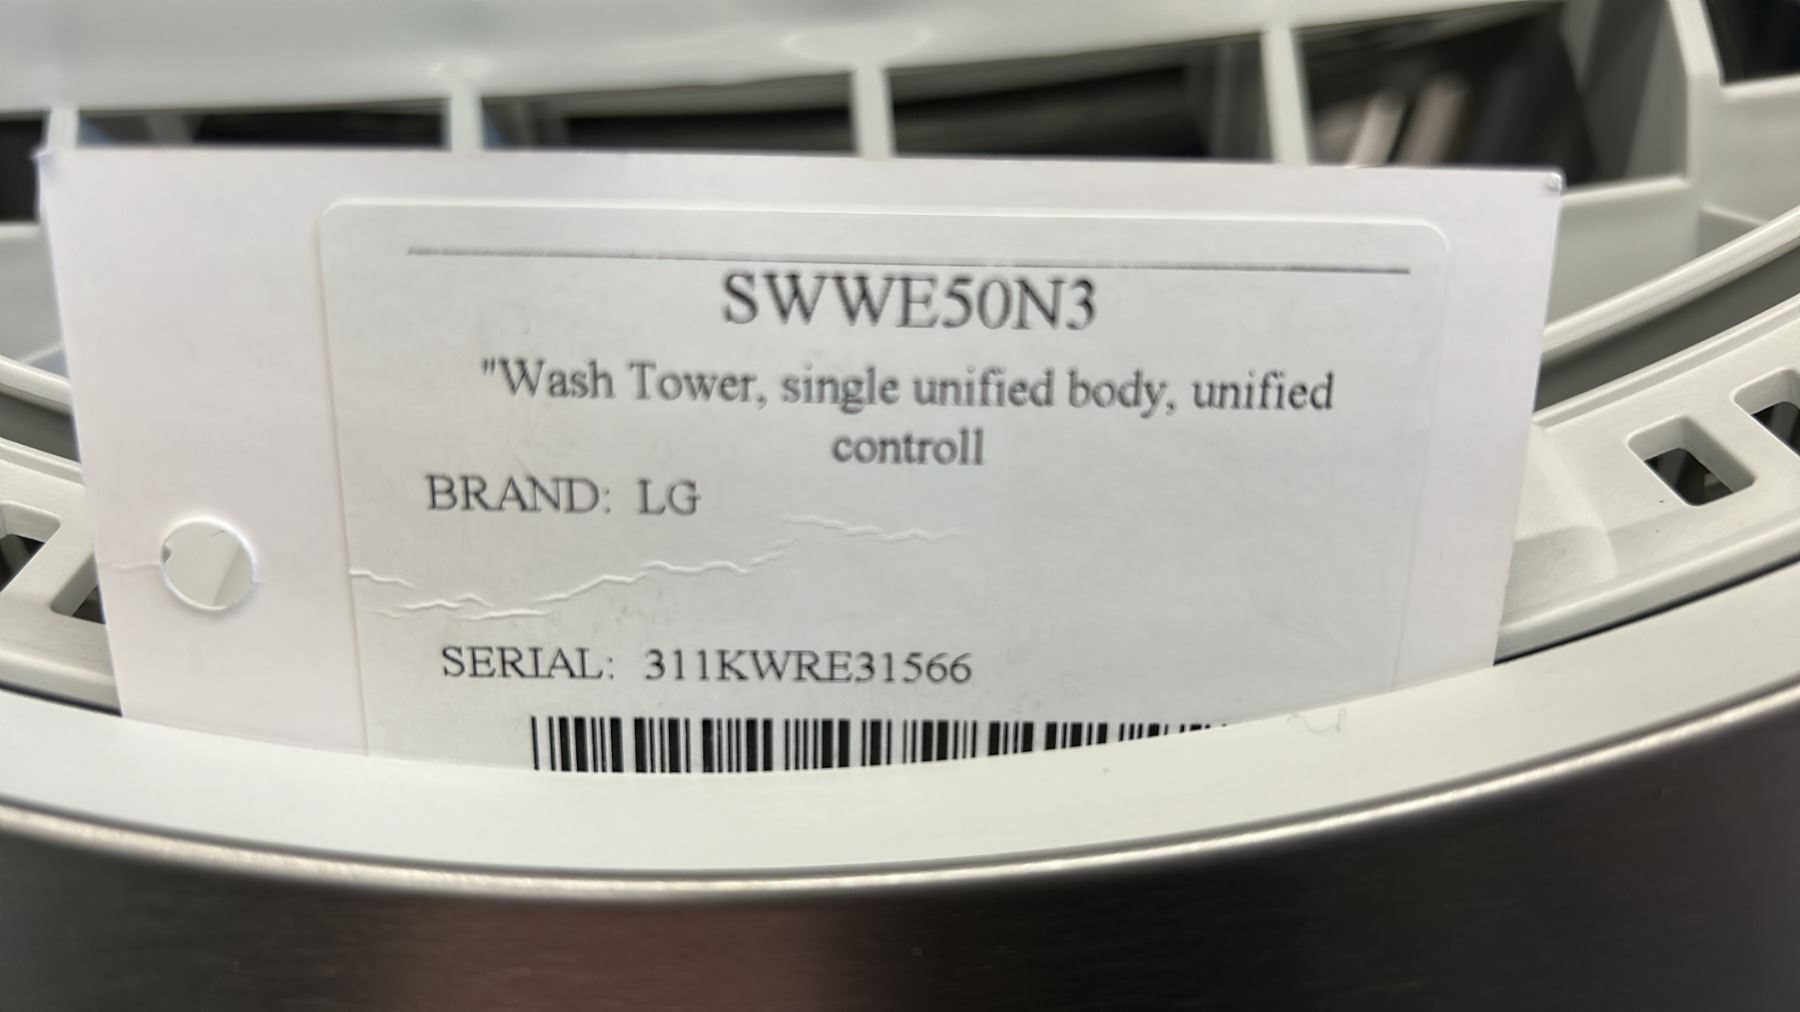 SWWE50N3
"Wash Tower, single unified body, unified
controll
BRAND: LG
SERIAL: 311KWRE31566